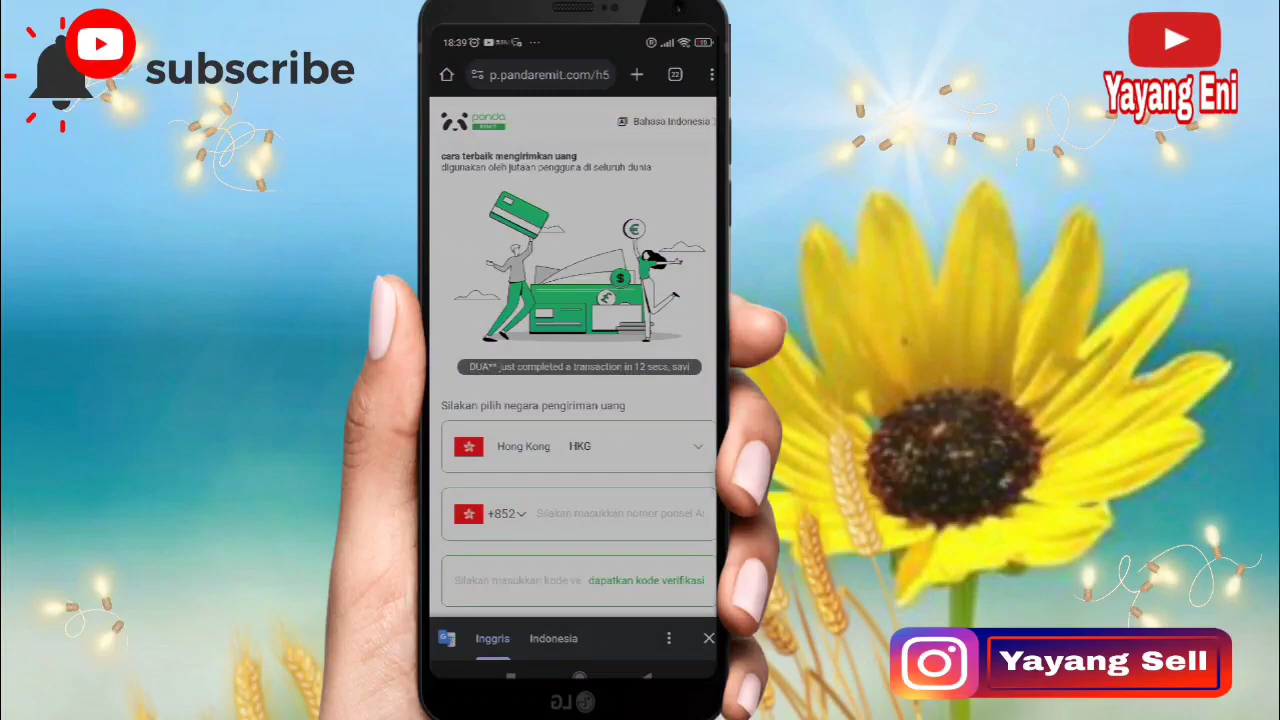 subscribe
Yayang Eni
18:39
p.pandaremit.com/h5
22
panda
REMIT
Bahasa Indonesia
cara terbaik mengirimkan uang
digunakan oleh jutaan pengguna di seluruh dunia
€
$
DUA** just completed a transaction in 12 secs, savi
Silakan pilih negara pengiriman uang
Hong Kong HKG
+852 Silakan masukkan nomor ponsel A
Silakan masukkan kode ve dapatkan kode verifikasi
Inggris Indonesia
LG
Yayang Sell